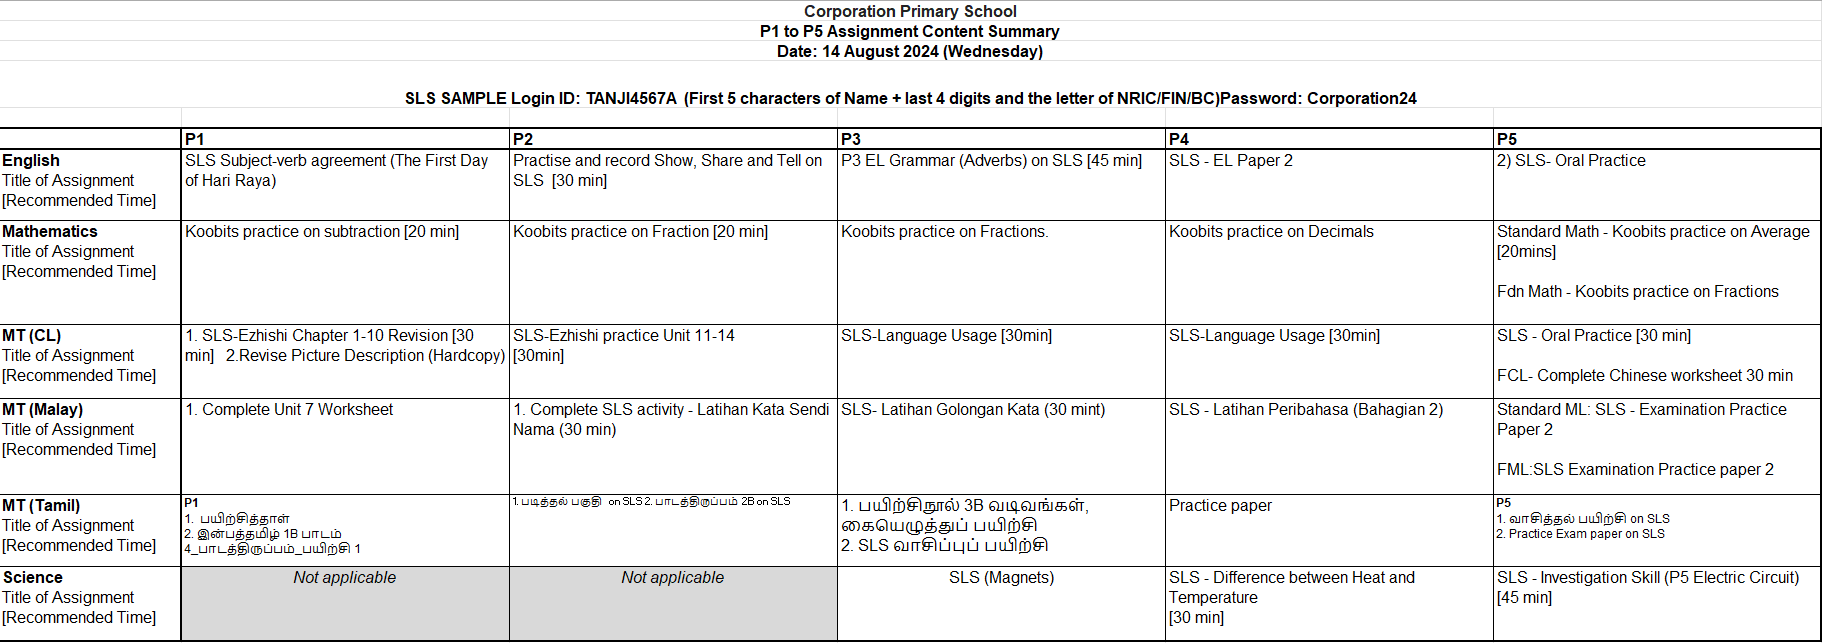 Corporation Primary School
P1 to P5 Assignment Content Summary
Date: 14 August 2024 (Wednesday)
SLS SAMPLE Login ID: TANJI4567A (First 5 characters of Name + last 4 digits and the letter of NRIC/FIN/BC)Password: Corporation24
P1
P2
P3
P4
P5
English
Title of Assignment
[Recommended Time]
SLS Subject-verb agreement (The First Day
of Hari Raya)
Practise and record Show, Share and Tell on
SLS [30 min]
P3 EL Grammar (Adverbs) on SLS [45 min]
SLS - EL Paper 2
2) SLS- Oral Practice
Mathematics
Title of Assignment
[Recommended Time]
Koobits practice on subtraction [20 min]
Koobits practice on Fraction [20 min]
Koobits practice on Fractions.
Koobits practice on Decimals
Standard Math - Koobits practice on Average
[20mins]
Fdn Math - Koobits practice on Fractions
MT (CL)
Title of Assignment
[Recommended Time]
1. SLS-Ezhishi Chapter 1-10 Revision [30
min] 2.Revise Picture Description (Hardcopy)
SLS-Ezhishi practice Unit 11-14
[30min]
SLS-Language Usage [30min]
SLS-Language Usage [30min]
SLS - Oral Practice [30 min]
FCL- Complete Chinese worksheet 30 min
MT (Malay)
Title of Assignment
[Recommended Time]
1. Complete Unit 7 Worksheet
1. Complete SLS activity - Latihan Kata Sendi
Nama (30 min)
SLS- Latihan Golongan Kata (30 mint)
SLS - Latihan Peribahasa (Bahagian 2)
Standard ML: SLS - Examination Practice
Paper 2
FML:SLS Examination Practice paper 2
MT (Tamil)
Title of Assignment
[Recommended Time]
P1
1. பயிற்சித்தாள்
2. இன்பத்தமிழ் 1B பாடம்
4_பாடத்திருப்பம்_பயிற்சி 1
1. படித்தல் பகுதி on SLS 2. பாடத்திருப்பம் 2B on SLS
1. பயிற்சிநூல் 3B வடிவங்கள்,
கையெழுத்துப் பயிற்சி
2. SLS வாசிப்புப் பயிற்சி
Practice paper
P5
1. வாசித்தல் பயிற்சி on SLS
2. Practice Exam paper on SLS
Science
Title of Assignment
[Recommended Time]
Not applicable
Not applicable
SLS (Magnets)
SLS - Difference between Heat and
Temperature
[30 min]
SLS - Investigation Skill (P5 Electric Circuit)
[45 min]